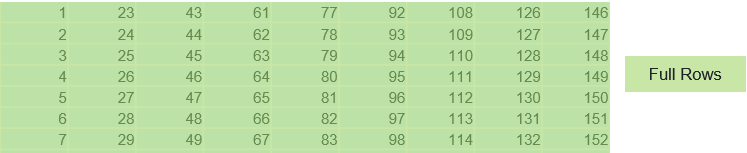 1 23 43 61 77 92 108 126 146
2 24 44 62 78 93 109 127 147
3 25 45 63 79 94 110 128 148
4 26 46 64 80 95 111 129 149
5 27 47 65 81 96 112 130 150
6 28 48 66 82 97 113 131 151
7 29 49 67 83 98 114 132 152
Full Rows